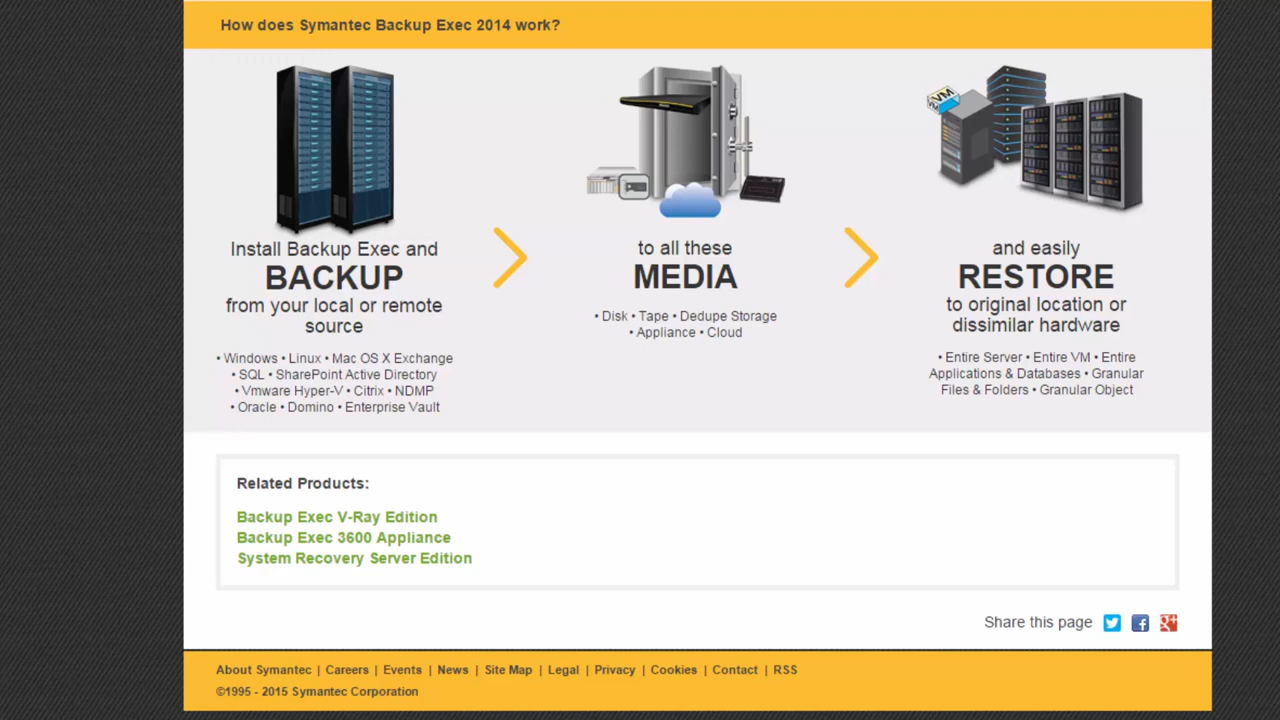 How does Symantec Backup Exec 2014 work?
VM
VM
Install Backup Exec and
BACKUP
from your local or remote
source
• Windows • Linux • Mac OS X Exchange
• SQL • SharePoint Active Directory
• Vmware Hyper-V • Citrix • NDMP
• Oracle • Domino • Enterprise Vault
to all these
MEDIA
• Disk • Tape • Dedupe Storage
• Appliance • Cloud
and easily
RESTORE
to original location or
dissimilar hardware
• Entire Server • Entire VM • Entire
Applications & Databases • Granular
Files & Folders • Granular Object
Related Products:
Backup Exec V-Ray Edition
Backup Exec 3600 Appliance
System Recovery Server Edition
Share this page
About Symantec | Careers | Events | News | Site Map | Legal | Privacy | Cookies | Contact | RSS
©1995 - 2015 Symantec Corporation